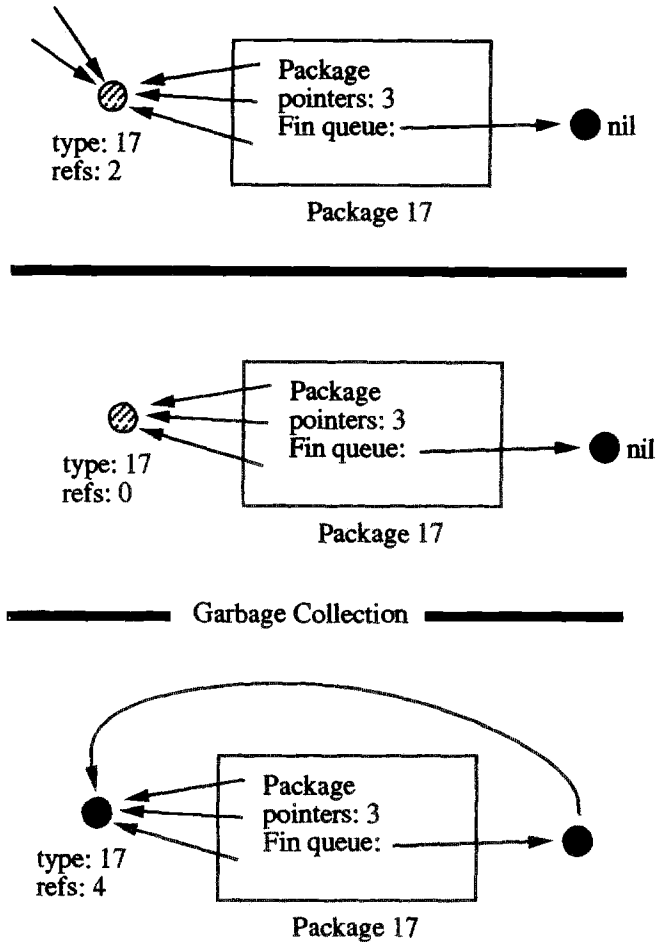 Package
pointers: 3
Fin queue:
nil
type: 17
refs: 2
Package 17
Package
pointers: 3
Fin queue:
nil
type: 17
refs: 0
Package 17
Garbage Collection
Package
pointers: 3
Fin queue:
type: 17
refs: 4
Package 17